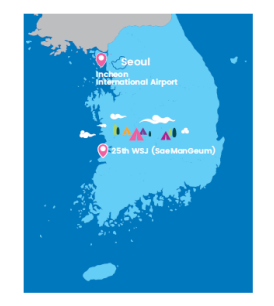 Seoul
Incheon
International Airport
25th WSJ (SaeManGeum)